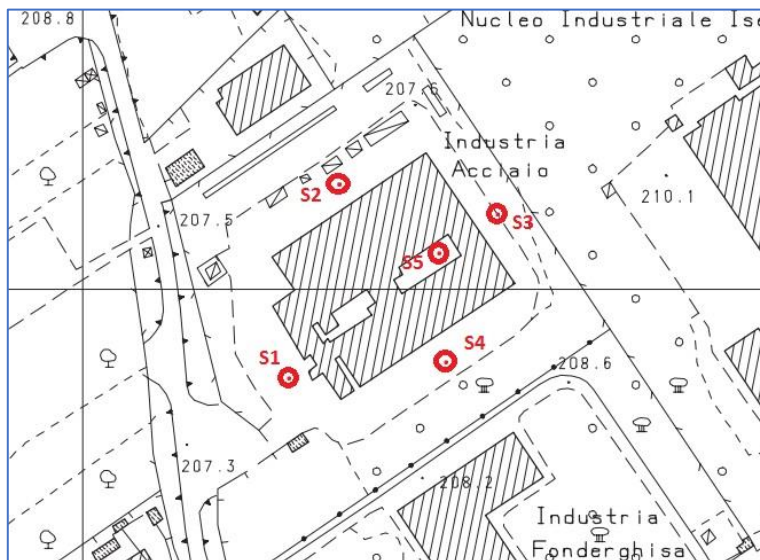 208.8
Nucleo Industriale Ise
207.6
Industria
Acciaio
S2
210.1
207.5
S3
S5
S1
S4
208.6
207.3
208.2
Industria
Fonderghisa